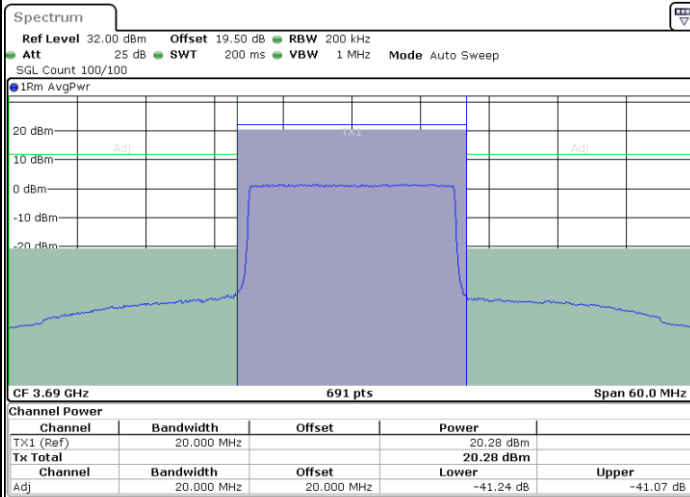 Spectrum
Ref Level 32.00 dBm Offset 19.50 dB RBW 200 kHz
Att 25 dB SWT 200 ms VBW 1 MHz Mode Auto Sweep
SGL Count 100/100
1Rm AvgPwr
20 dBm
TX1
Adj Adj
10 dBm
0 dBm
-10 dBm
-20 dBm
CF 3.69 GHz 691 pts Span 60.0 MHz
Channel Power
Channel Bandwidth Offset Power
TX1 (Ref) 20.000 MHz 20.28 dBm
Tx Total 20.28 dBm
Channel Bandwidth Offset Lower Upper
Adj 20.000 MHz 20.000 MHz -41.24 dB -41.07 dB